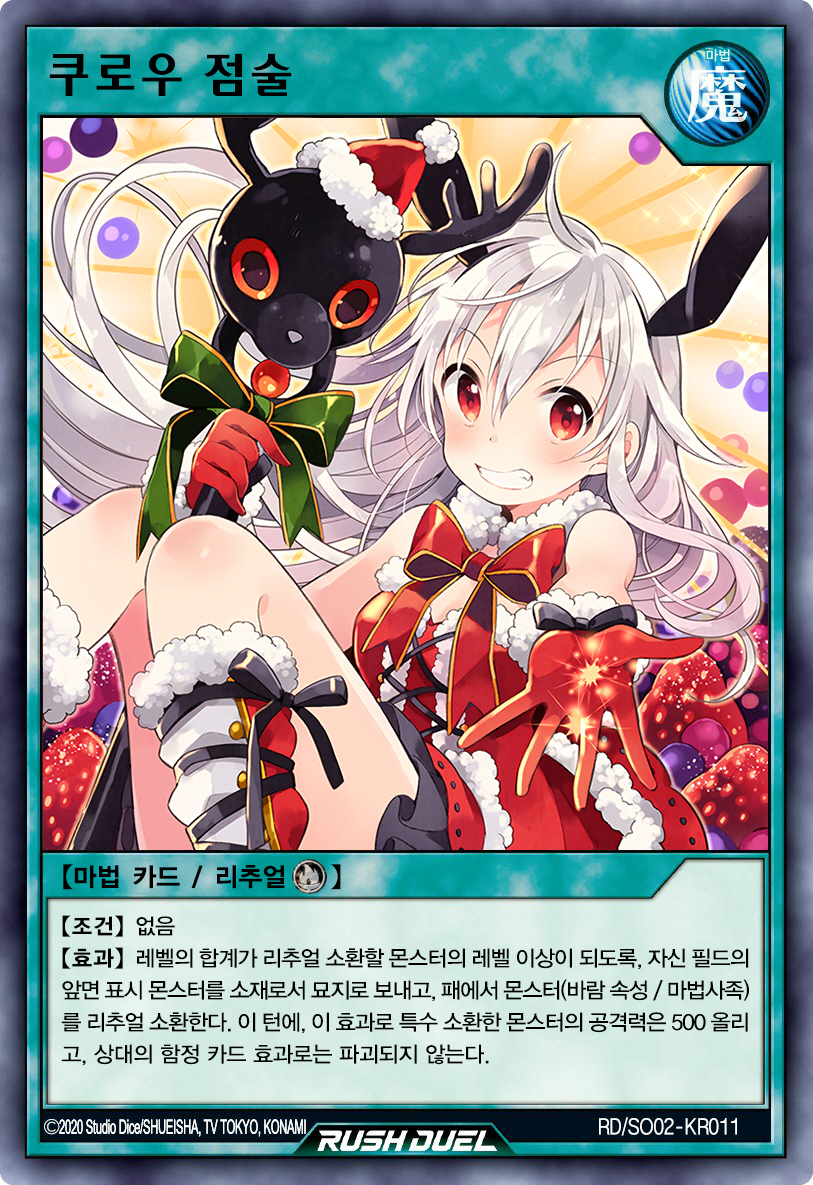 쿠로우 점술
마법
魔
【마법 카드 / 리추얼】
【조건】 없음
【효과】 레벨의 합계가 리추얼 소환할 몬스터의 레벨 이상이 되도록, 자신 필드의
앞면 표시 몬스터를 소재로서 묘지로 보내고, 패에서 몬스터(바람 속성 / 마법사족)
를 리추얼 소환한다. 이 턴에, 이 효과로 특수 소환한 몬스터의 공격력은 500 올리
고, 상대의 함정 카드 효과로는 파괴되지 않는다.
©2020 Studio Dice/SHUEISHA, TV TOKYO, KONAMI
RUSH DUEL
RD/SO02-KR011